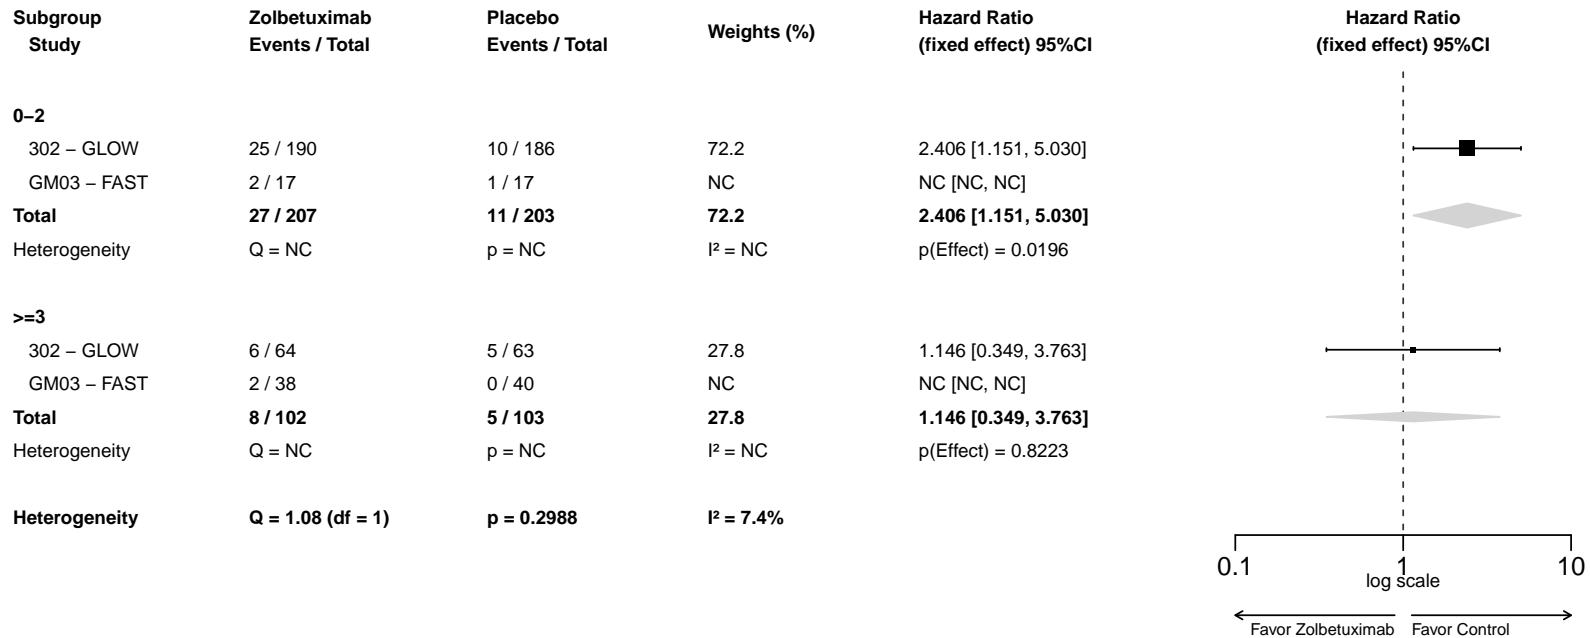 Subgroup Zolbetuximab Placebo Weights (%) Hazard Ratio Hazard Ratio
Study Events / Total Events / Total (fixed effect) 95%CI (fixed effect) 95%CI
0–2
302 – GLOW 25 / 190 10 / 186 72.2 2.406 [1.151, 5.030]
GM03 – FAST 2 / 17 1 / 17 NC NC [NC, NC]
Total 27 / 207 11 / 203 72.2 2.406 [1.151, 5.030]
Heterogeneity Q = NC p = NC I² = NC p(Effect) = 0.0196
>=3
302 – GLOW 6 / 64 5 / 63 27.8 1.146 [0.349, 3.763]
GM03 – FAST 2 / 38 0 / 40 NC NC [NC, NC]
Total 8 / 102 5 / 103 27.8 1.146 [0.349, 3.763]
Heterogeneity Q = NC p = NC I² = NC p(Effect) = 0.8223
Heterogeneity Q = 1.08 (df = 1) p = 0.2988 I² = 7.4%
0.1 1 10
log scale
Favor Zolbetuximab Favor Control